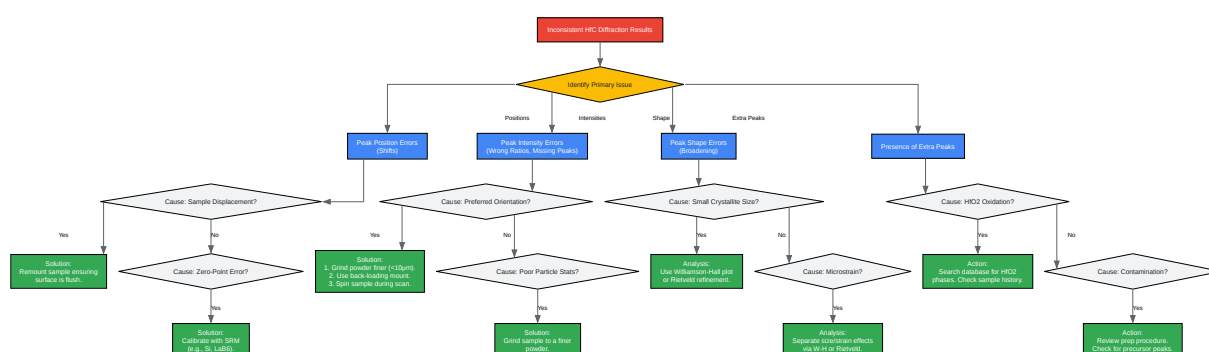 Inconsistent HfC Diffraction Results
Identify Primary Issue
Positions
Intensities
Shape
Extra Peaks
Peak Position Errors
(Shifts)
Peak Intensity Errors
(Wrong Ratios, Missing Peaks)
Peak Shape Errors
(Broadening)
Presence of Extra Peaks
Cause: Sample Displacement?
Cause: Preferred Orientation?
Cause: Small Crystallite Size?
Cause: HfO2 Oxidation?
Yes
No
Yes
No
Yes
No
Yes
No
Solution:
Remount sample ensuring
surface is flush.
Cause: Zero-Point Error?
Solution:
1. Grind powder finer (<10μm).
2. Use back-loading mount.
3. Spin sample during scan.
Cause: Poor Particle Stats?
Analysis:
Use Williamson-Hall plot
or Rietveld refinement.
Cause: Microstrain?
Action:
Search database for HfO2
phases. Check sample history.
Cause: Contamination?
Yes
Yes
Yes
Yes
Solution:
Calibrate with SRM
(e.g., Si, LaB6).
Solution:
Grind sample to a finer
powder.
Analysis:
Separate size/strain effects
via W-H or Rietveld.
Action:
Review prep procedure.
Check for precursor peaks.